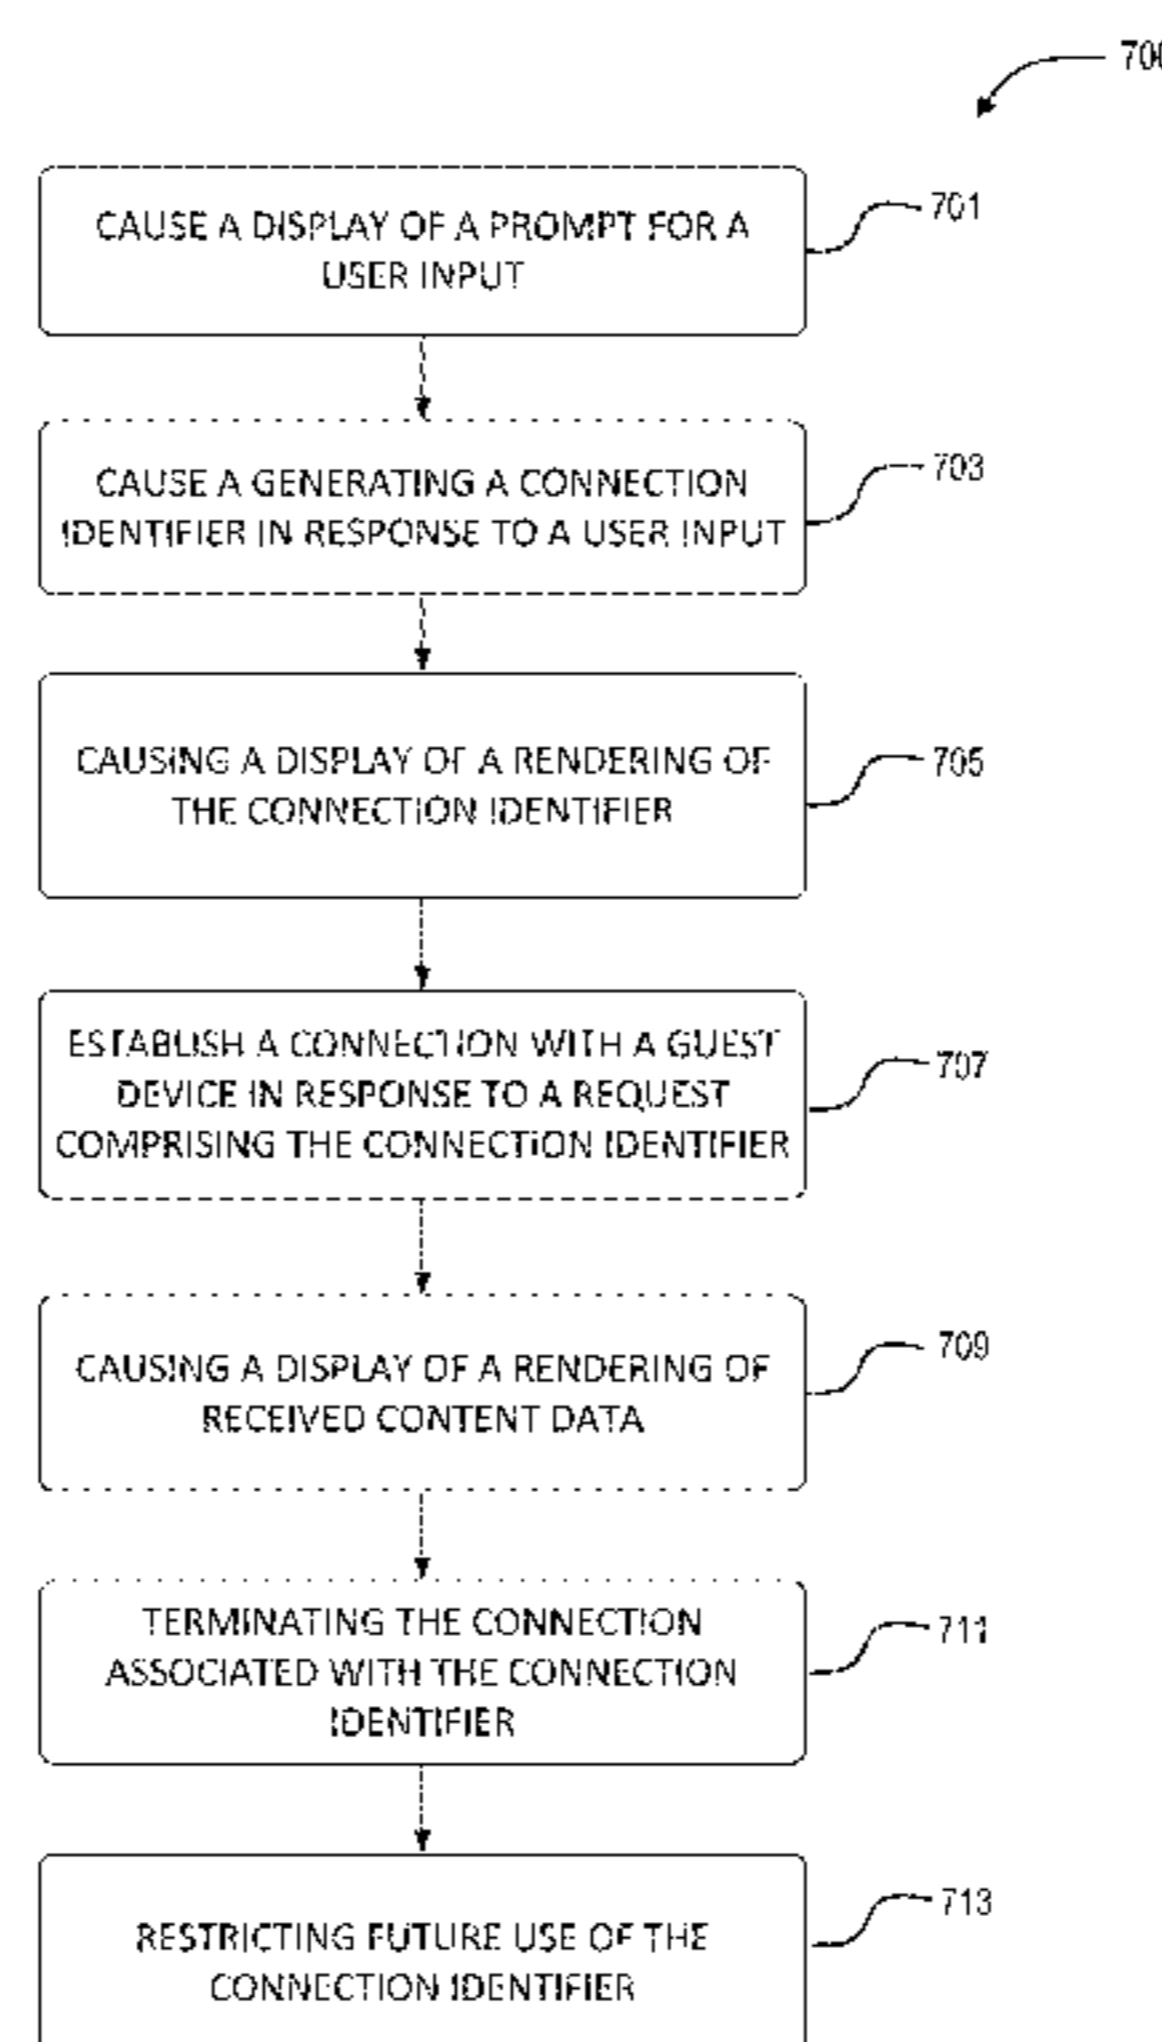 CAUSE A DISPLAY OF A PROMPT FOR A
USER INPUT
701
CAUSE A GENERATING A CONNECTION
IDENTIFIER IN RESPONSE TO A USER INPUT
703
CAUSING A DISPLAY OF A RENDERING OF
THE CONNECTION IDENTIFIER
705
ESTABLISH A CONNECTION WITH A GUEST
DEVICE IN RESPONSE TO A REQUEST
COMPRISING THE CONNECTION IDENTIFIER
707
CAUSING A DISPLAY OF A RENDERING OF
RECEIVED CONTENT DATA
709
TERMINATING THE CONNECTION
ASSOCIATED WITH THE CONNECTION
IDENTIFIER
711
RESTRICTING FUTURE USE OF THE
CONNECTION IDENTIFIER
713